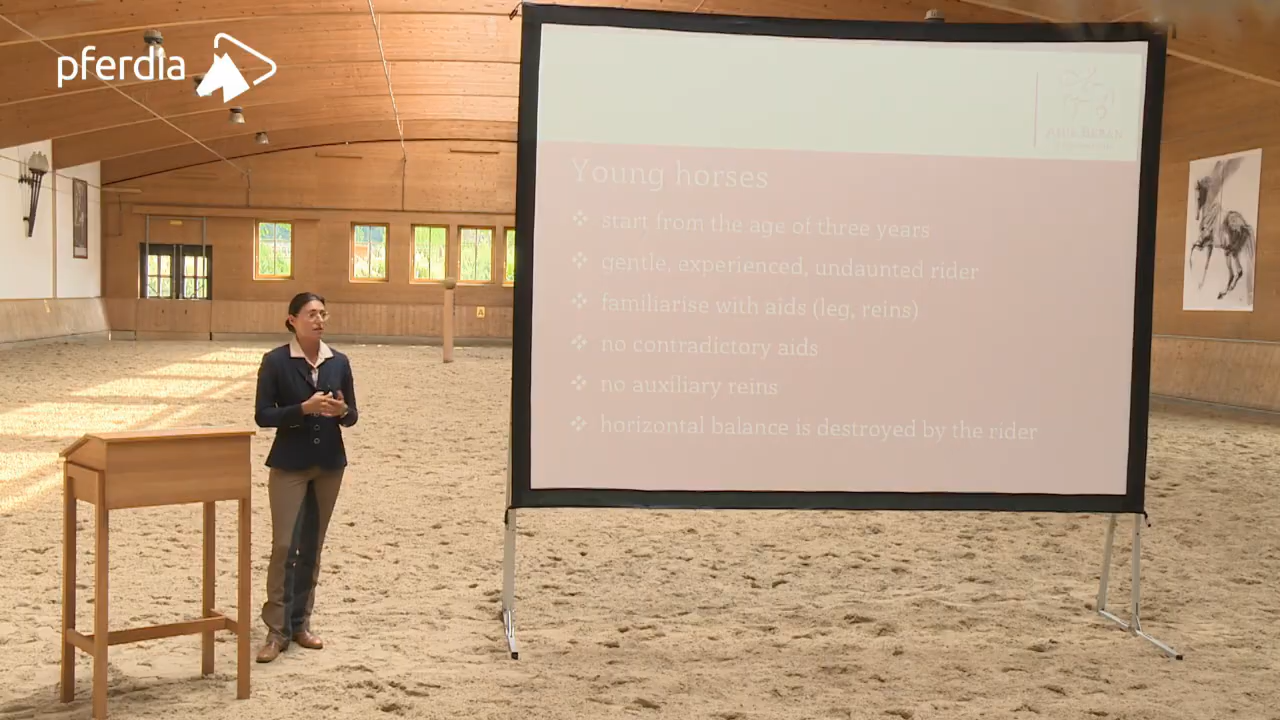 pferdia
Young horses
start from the age of three years
gentle, experienced, undaunted rider
familiarise with aids (leg, reins)
no contradictory aids
no auxiliary reins
horizontal balance is destroyed by the rider